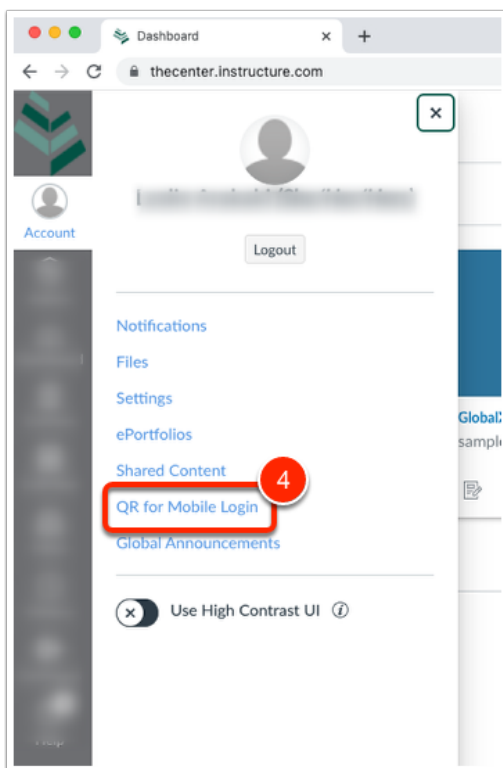 Dashboard
thecenter.instructure.com
Account
Logout
Notifications
Files
Settings
ePortfolios
Shared Content
4
QR for Mobile Login
Global Announcements
Use High Contrast UI
Global
sampl
Help